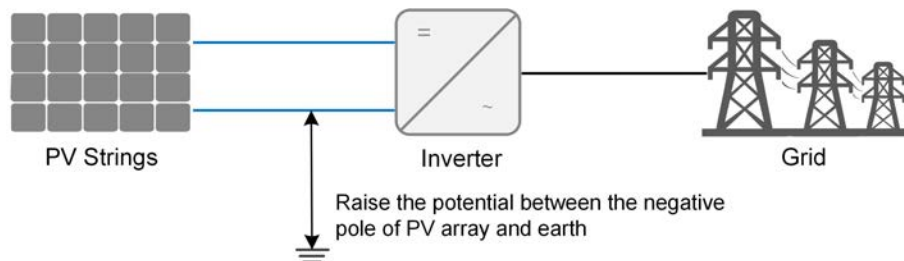 =
~
PV Strings
Inverter
Grid
Raise the potential between the negative
pole of PV array and earth